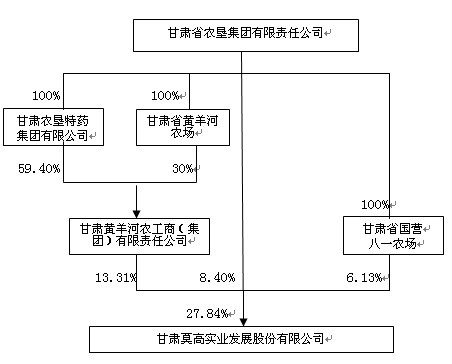 甘肃省农垦集团有限责任公司
100%
100%
甘肃农垦特药
集团有限公司
甘肃省黄羊河
农场
59.40%
30%
100%
甘肃黄羊河农工商(集
团)有限责任公司
甘肃省国营
八一农场
13.31%
8.40%
6.13%
27.84%
甘肃莫高实业发展股份有限公司